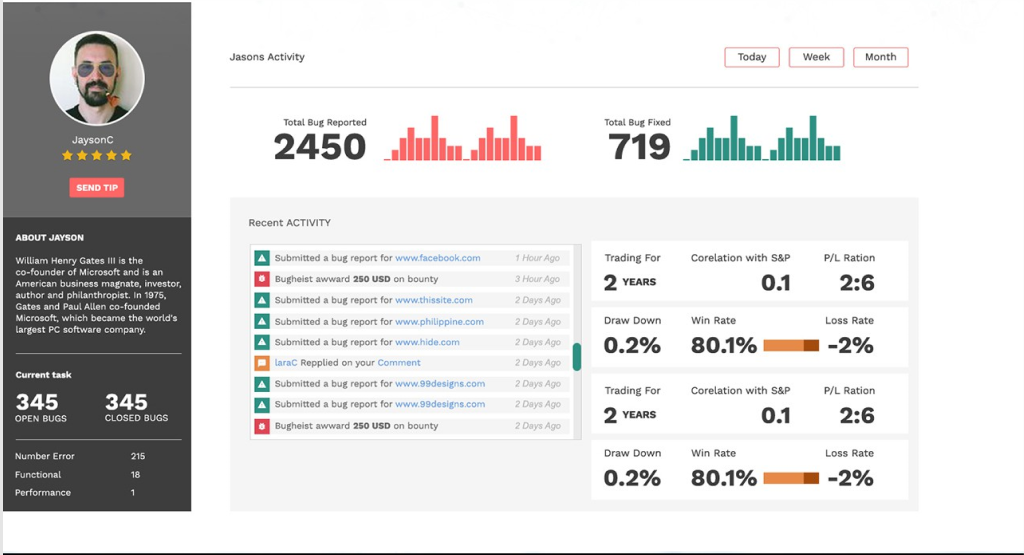 JaysonC
SEND TIP
ABOUT JAYSON
William Henry Gates III is the
co-founder of Microsoft and is an
American business magnate, investor,
author and philanthropist. In 1975,
Gates and Paul Allen co-founded
Microsoft, which became the world's
largest PC software company.
Current task
345 345
OPEN BUGS CLOSED BUGS
Number Error 215
Functional 18
Performance 1
Jasons Activity
Today Week Month
Total Bug Reported
2450
Total Bug Fixed
719
Recent ACTIVITY
Submitted a bug report for www.facebook.com 1 Hour Ago
Bugheist awward 250 USD on bounty 3 Hour Ago
Submitted a bug report for www.thissite.com 2 Days Ago
Submitted a bug report for www.philippine.com 2 Days Ago
Submitted a bug report for www.hide.com 2 Days Ago
laraC Repplied on your Comment 2 Days Ago
Submitted a bug report for www.99designs.com 2 Days Ago
Submitted a bug report for www.99designs.com 2 Days Ago
Bugheist awward 250 USD on bounty 2 Days Ago
Trading For Corelation with S&P P/L Ration
2 YEARS 0.1 2:6
Draw Down Win Rate Loss Rate
0.2% 80.1% -2%
Trading For Corelation with S&P P/L Ration
2 YEARS 0.1 2:6
Draw Down Win Rate Loss Rate
0.2% 80.1% -2%